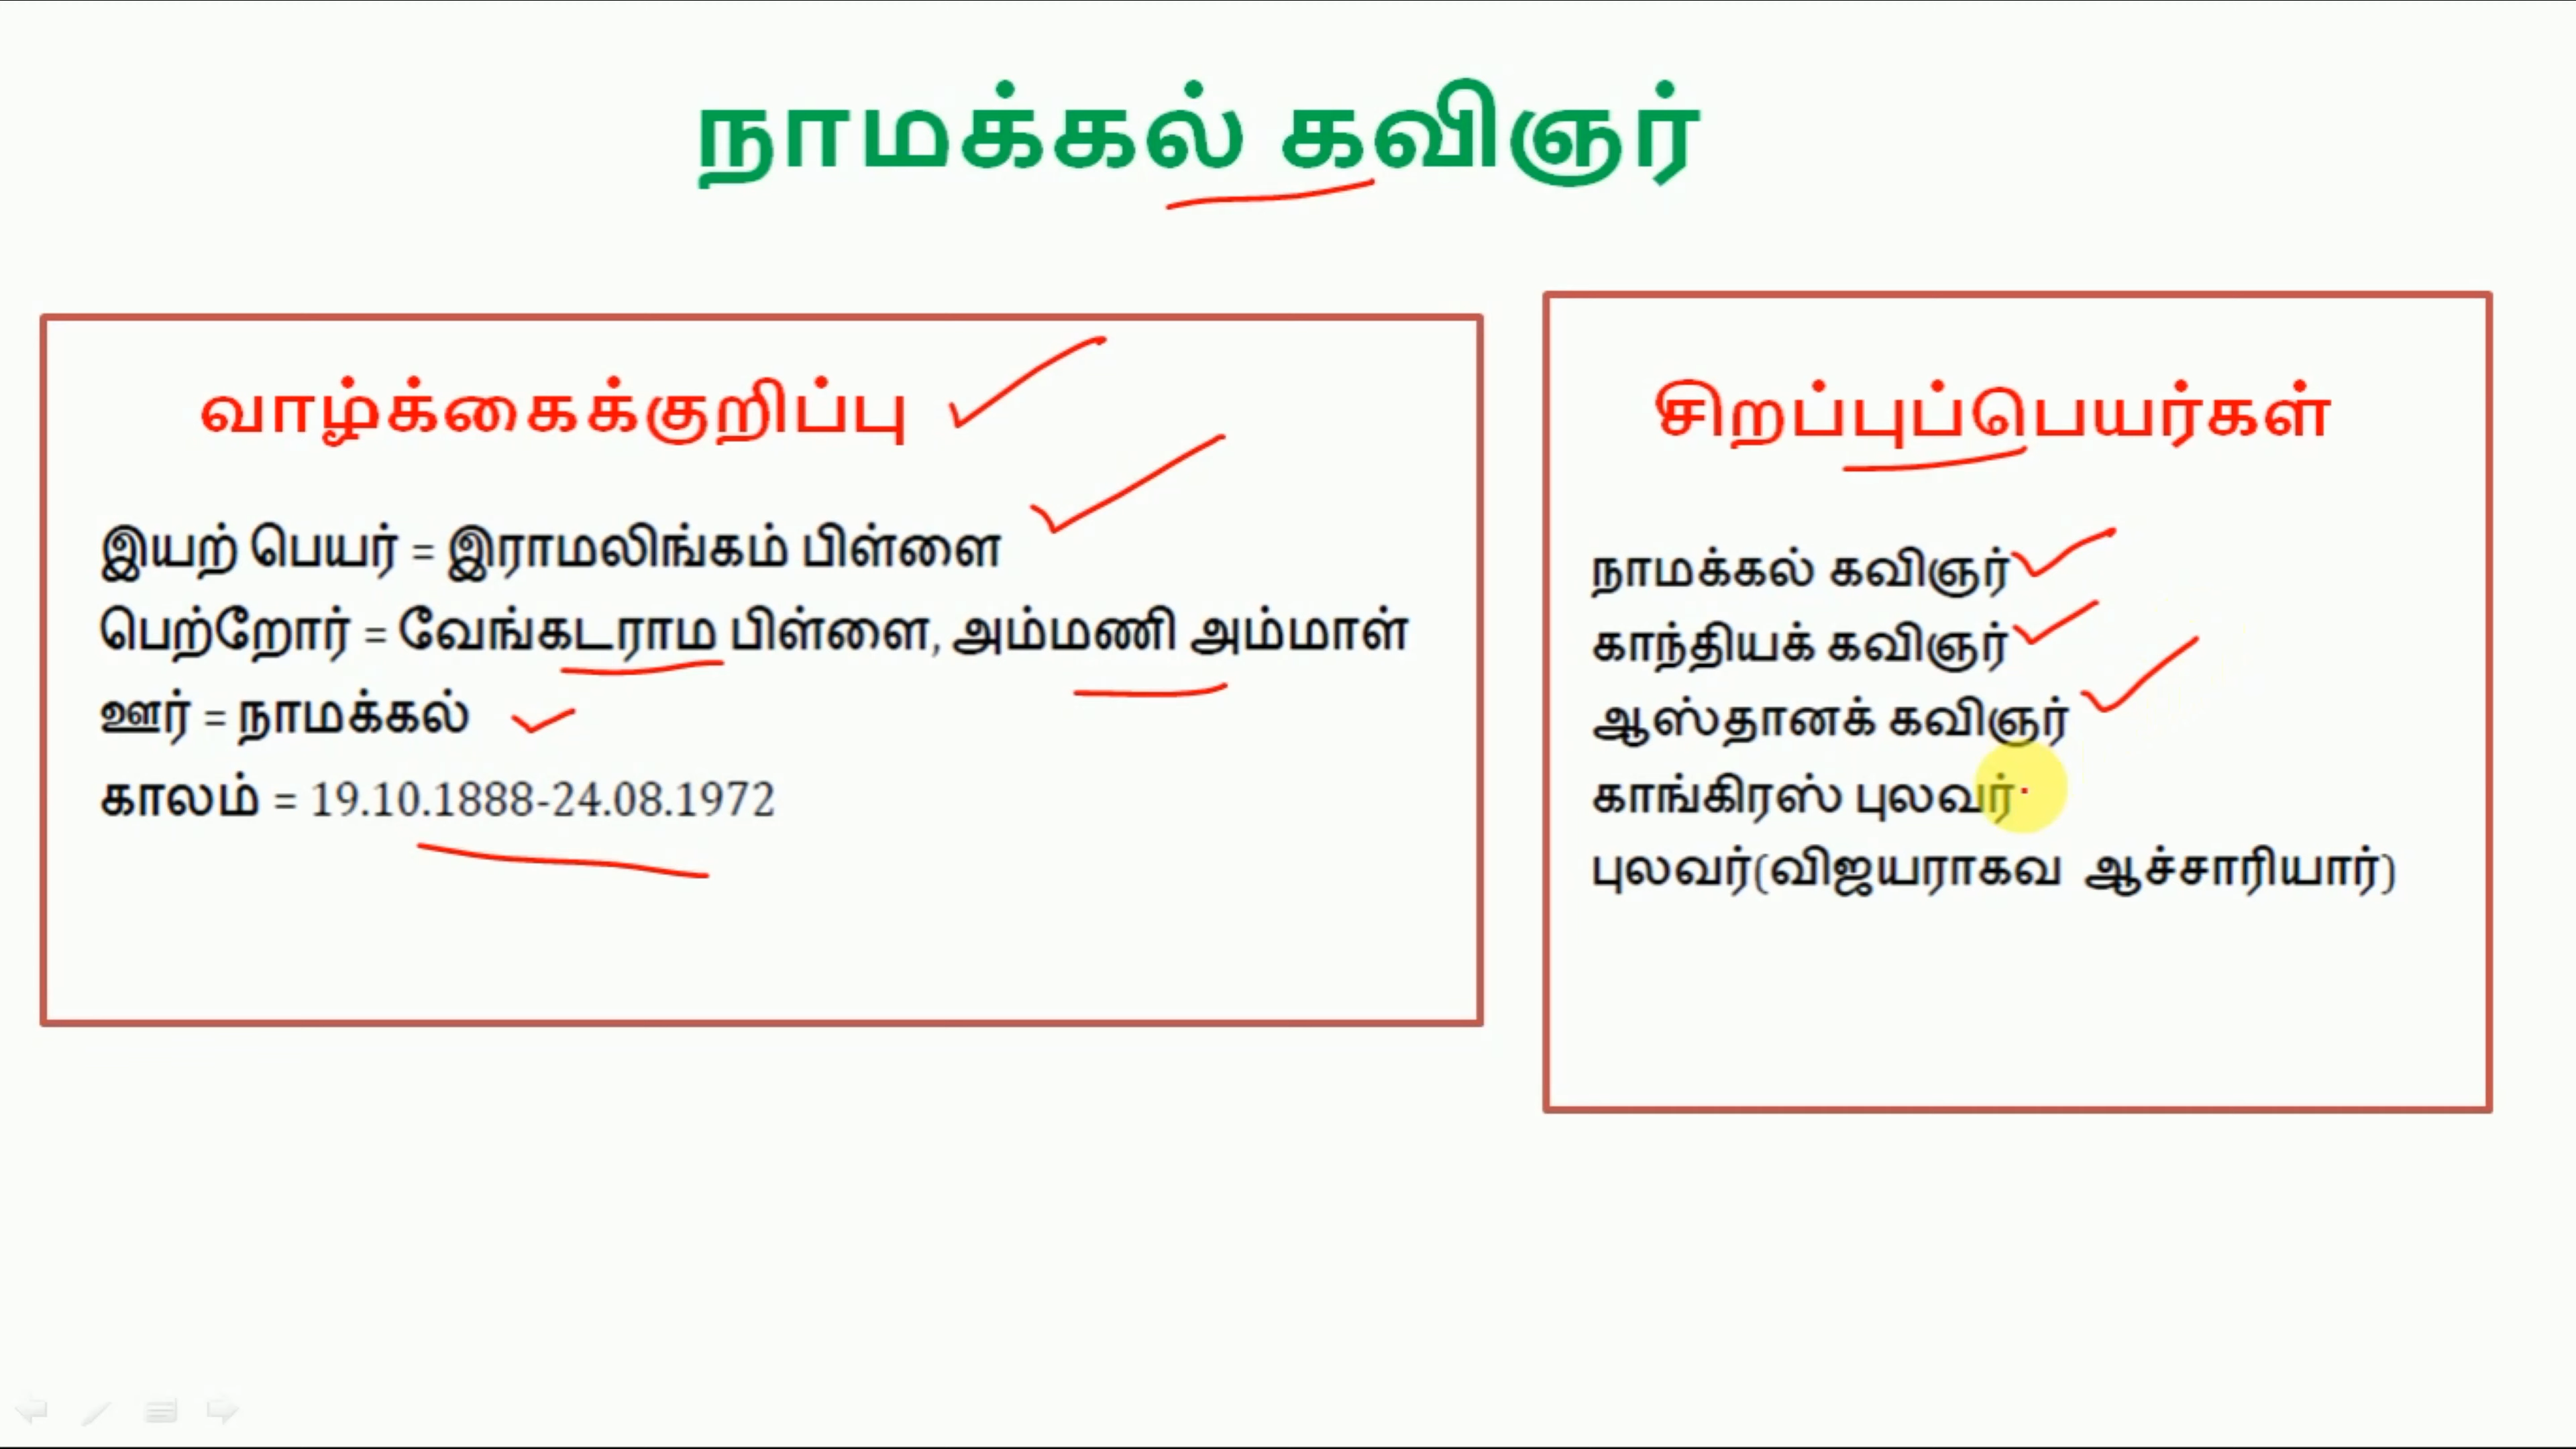 நாமக்கல் கவிஞர்
வாழ்க்கைக்குறிப்பு
இயற் பெயர் = இராமலிங்கம் பிள்ளை
பெற்றோர் = வேங்கடராம பிள்ளை, அம்மணி அம்மாள்
ஊர் = நாமக்கல்
காலம் = 19.10.1888-24.08.1972
சிறப்புப்பெயர்கள்
நாமக்கல் கவிஞர்
காந்தியக் கவிஞர்
ஆஸ்தானக் கவிஞர்
காங்கிரஸ் புலவர்
புலவர்(விஜயராகவ ஆச்சாரியார்)